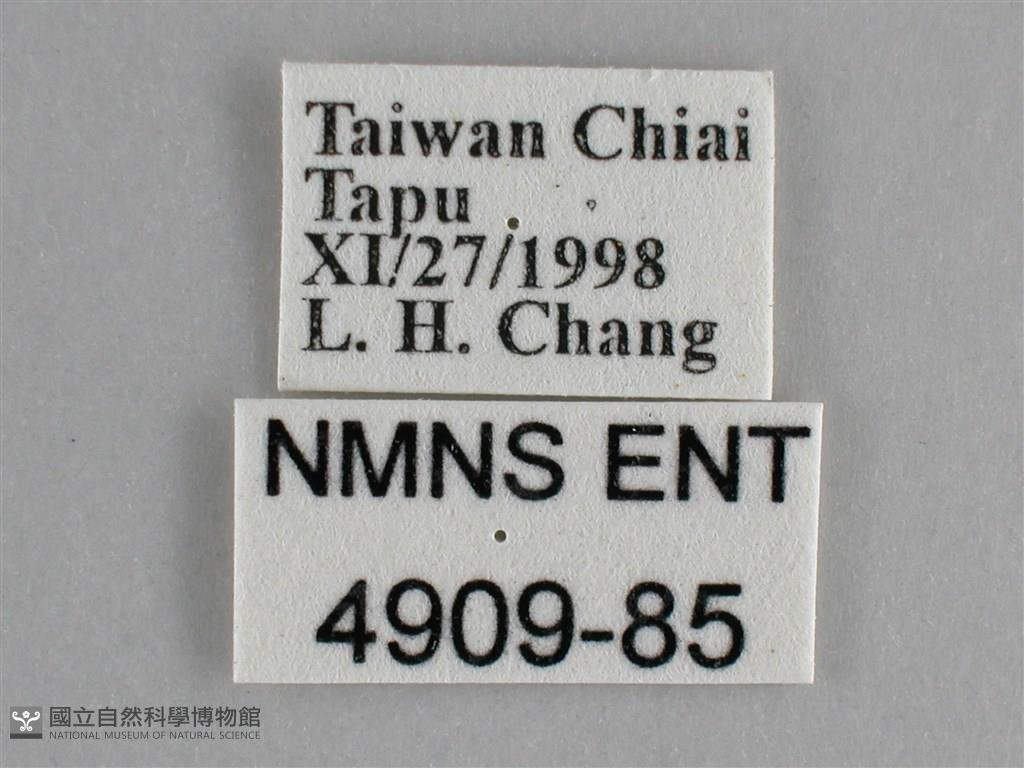 Taiwan Chiai
Tapu
XI/27/1998
L. H. Chang
NMNS ENT
4909-85
國立自然科學博物館
NATIONAL MUSEUM OF NATURAL SCIENCE